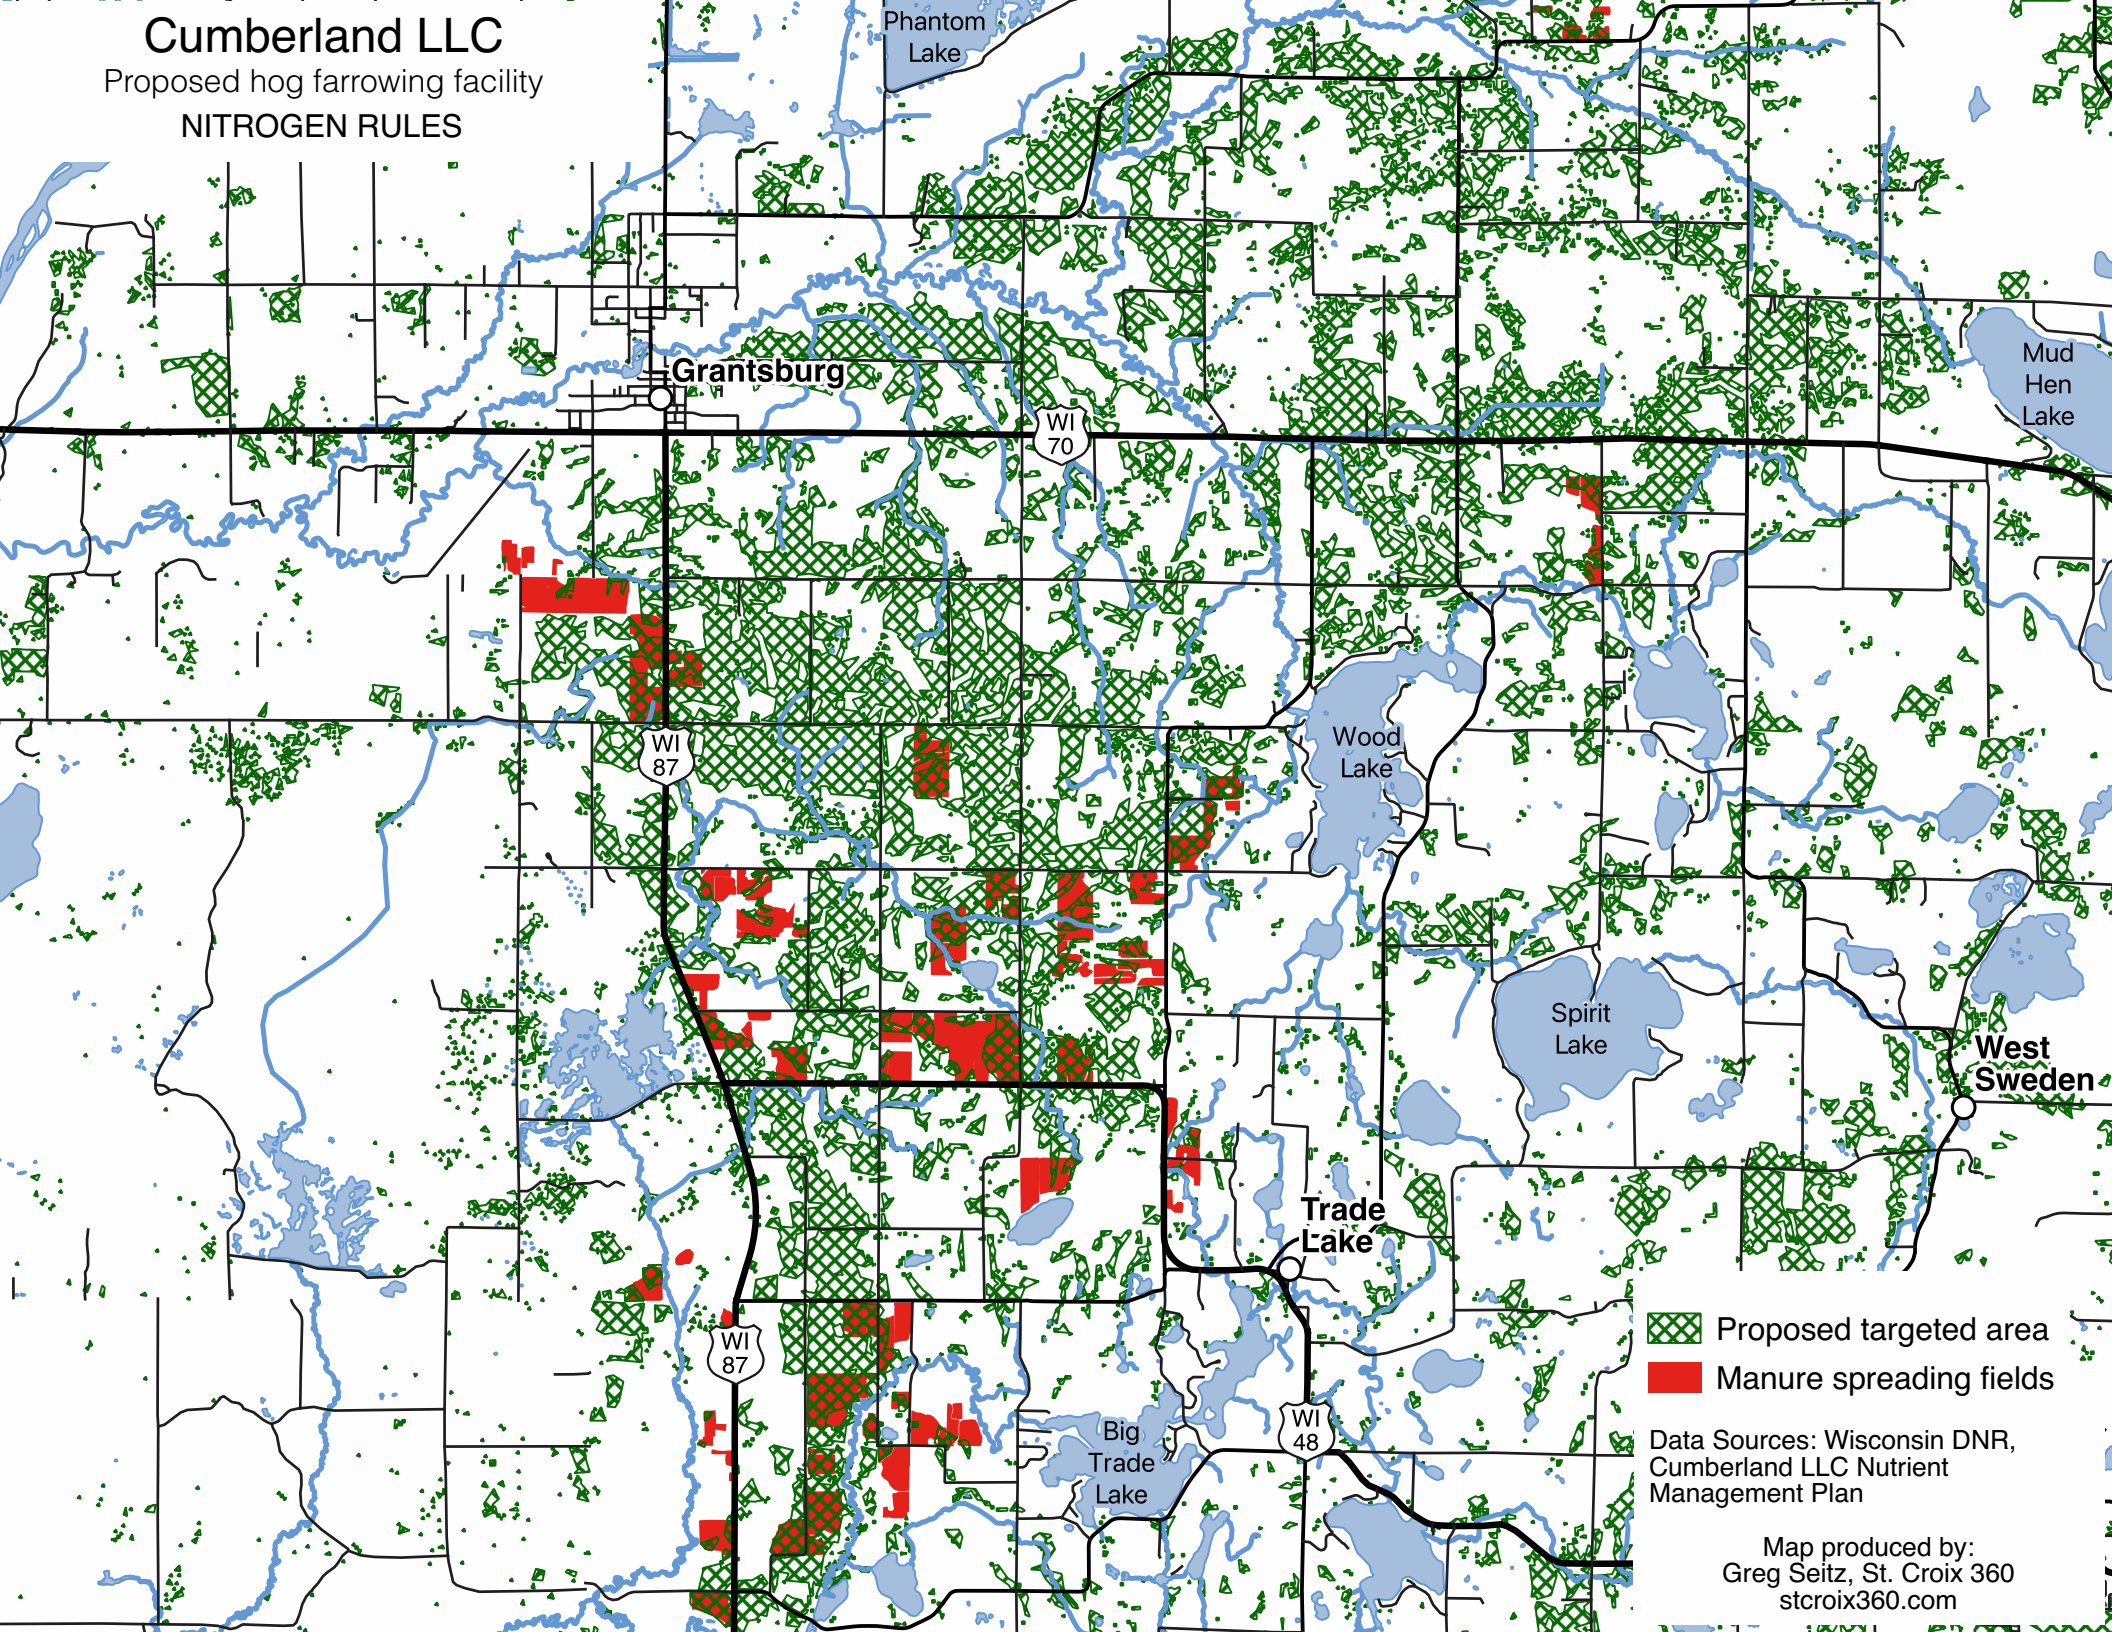 Cumberland LLC
Proposed hog farrowing facility
NITROGEN RULES
Phantom
Lake
Grantsburg
WI
70
Mud
Hen
Lake
WI
87
Wood
Lake
Spirit
Lake
West
Sweden
Trade
Lake
WI
87
WI
48
Big
Trade
Lake
Proposed targeted area
Manure spreading fields
Data Sources: Wisconsin DNR,
Cumberland LLC Nutrient
Management Plan
Map produced by:
Greg Seitz, St. Croix 360
stcroix360.com